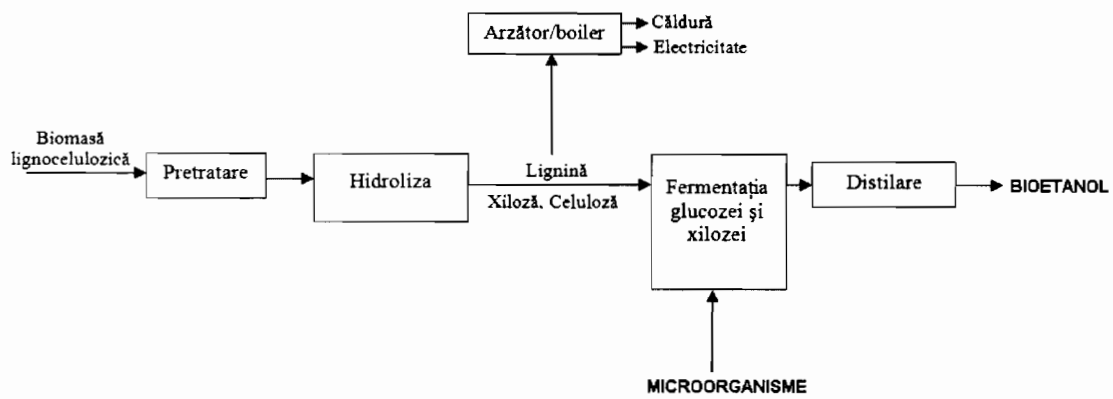 Arzător/boiler
Căldură
Electricitate
Biomasă
lignocelulozică
Pretratare
Hidroliza
Lignină
Xiloză, Celuloză
Fermentația
glucozei și
xilozei
Distilare
BIOETANOL
MICROORGANISME